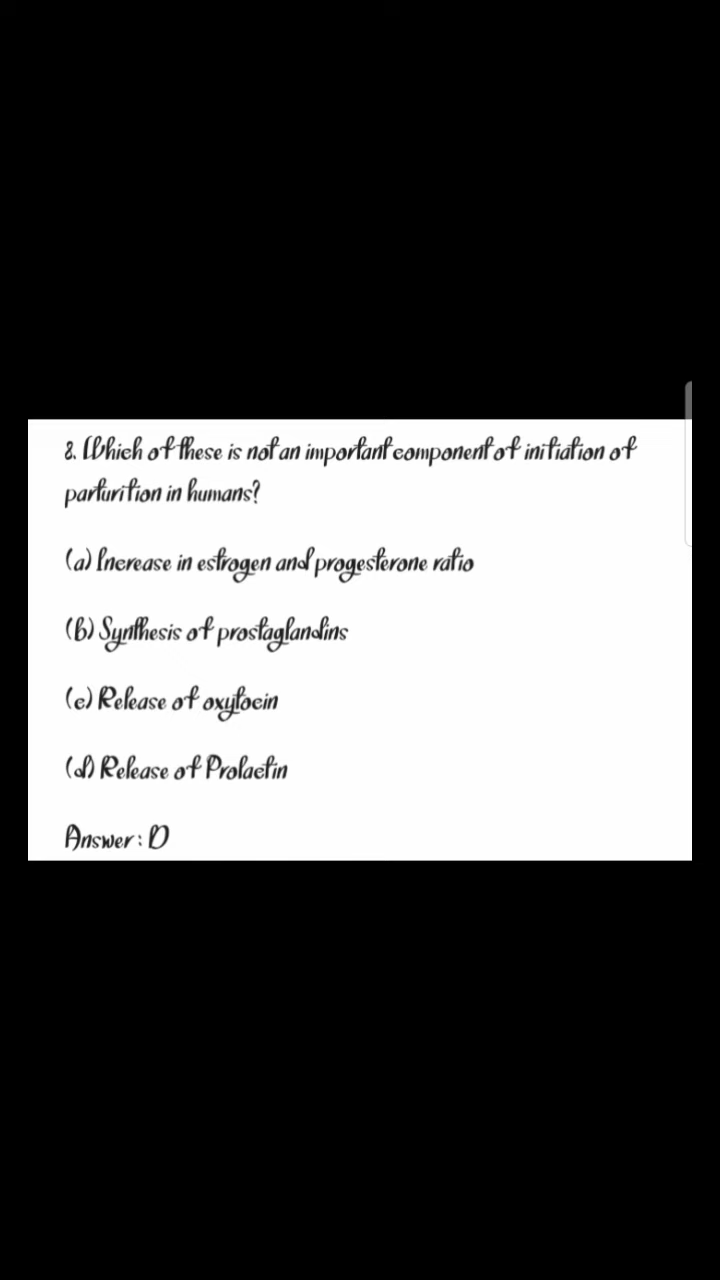 8. Which of these is not an important component of initiation of
parturition in humans?
(a) Increase in estrogen and progesterone ratio
(b) Synthesis of prostaglandins
(c) Release of oxytocin
(d) Release of Prolactin
Answer: D